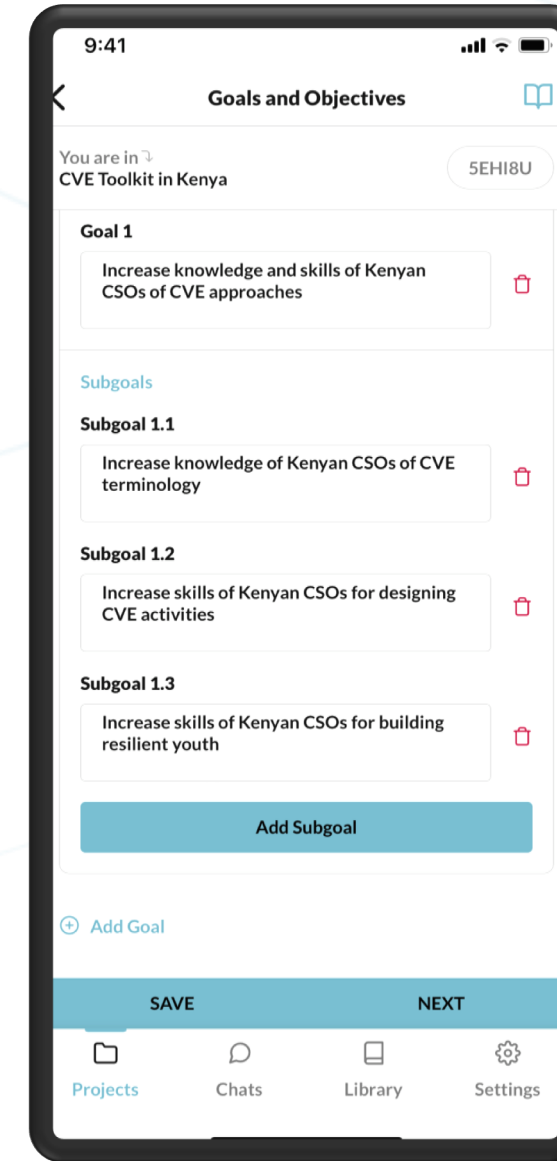 9:41
Goals and Objectives
You are in
CVE Toolkit in Kenya
5EHI8U
Goal 1
Increase knowledge and skills of Kenyan
CSOs of CVE approaches
Subgoals
Subgoal 1.1
Increase knowledge of Kenyan CSOs of CVE
terminology
Subgoal 1.2
Increase skills of Kenyan CSOs for designing
CVE activities
Subgoal 1.3
Increase skills of Kenyan CSOs for building
resilient youth
Add Subgoal
Add Goal
SAVE NEXT
Projects Chats Library Settings